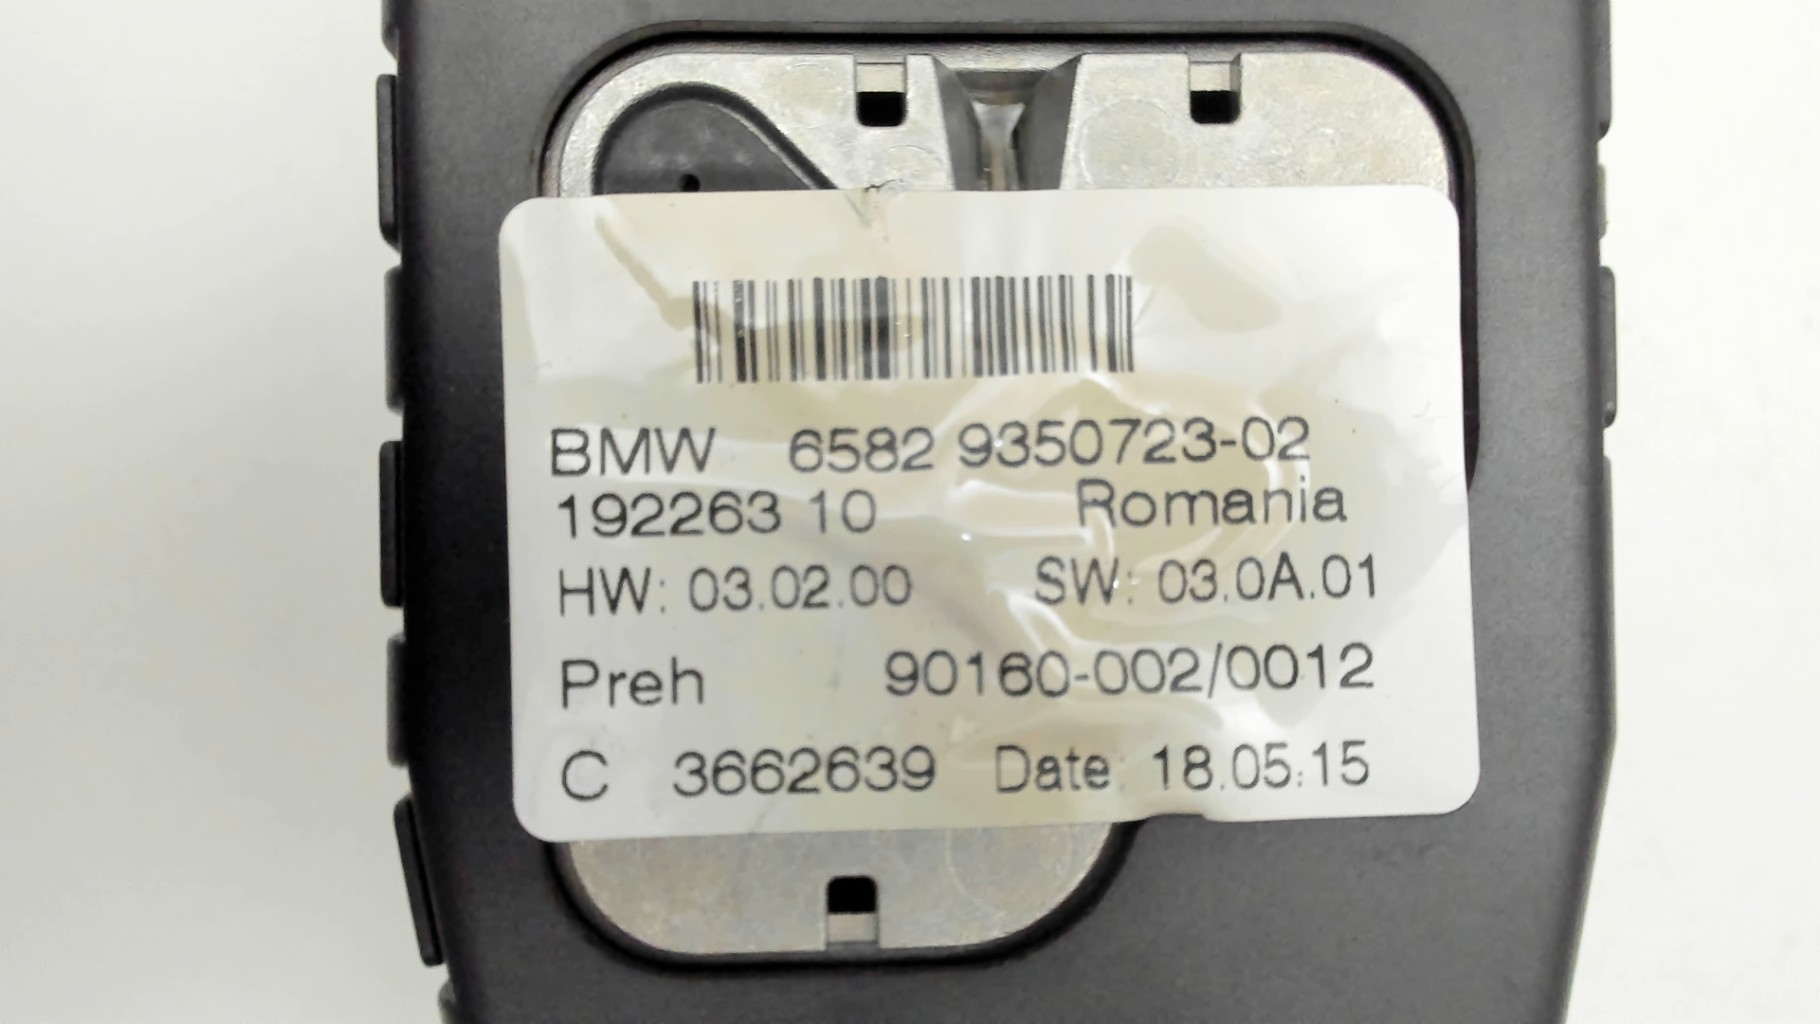 BMW 6582 9350723-02
192263 10 Romania
HW: 03.02.00 SW: 03.0A.01
Preh 90160-002/0012
C 3662639 Date: 18.05.15